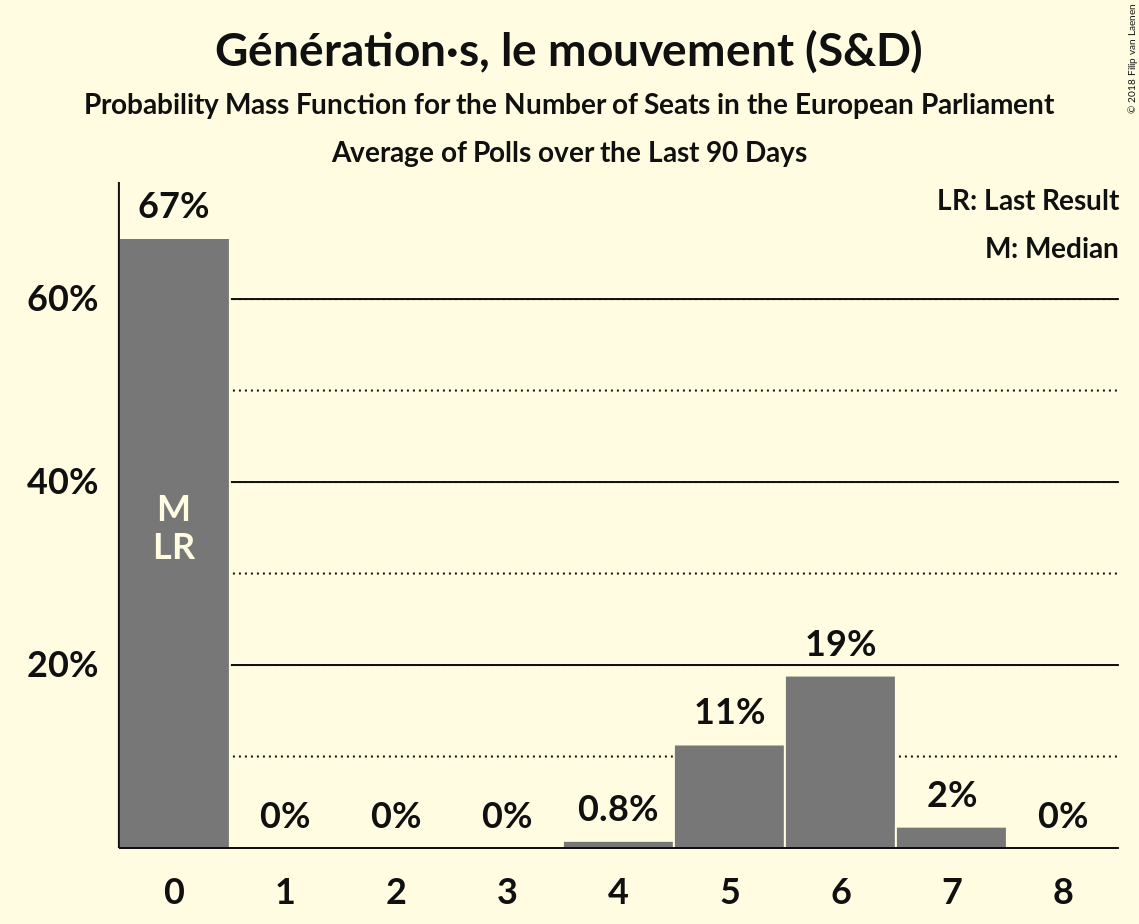 Génération·s, le mouvement (S&D)
Probability Mass Function for the Number of Seats in the European Parliament
Average of Polls over the Last 90 Days
© 2018 Filip van Laenen
LR: Last Result
M: Median
67%
60%
40%
20%
M
LR
0%
0%
0%
0.8%
11%
19%
2%
0%
0
1
2
3
4
5
6
7
8